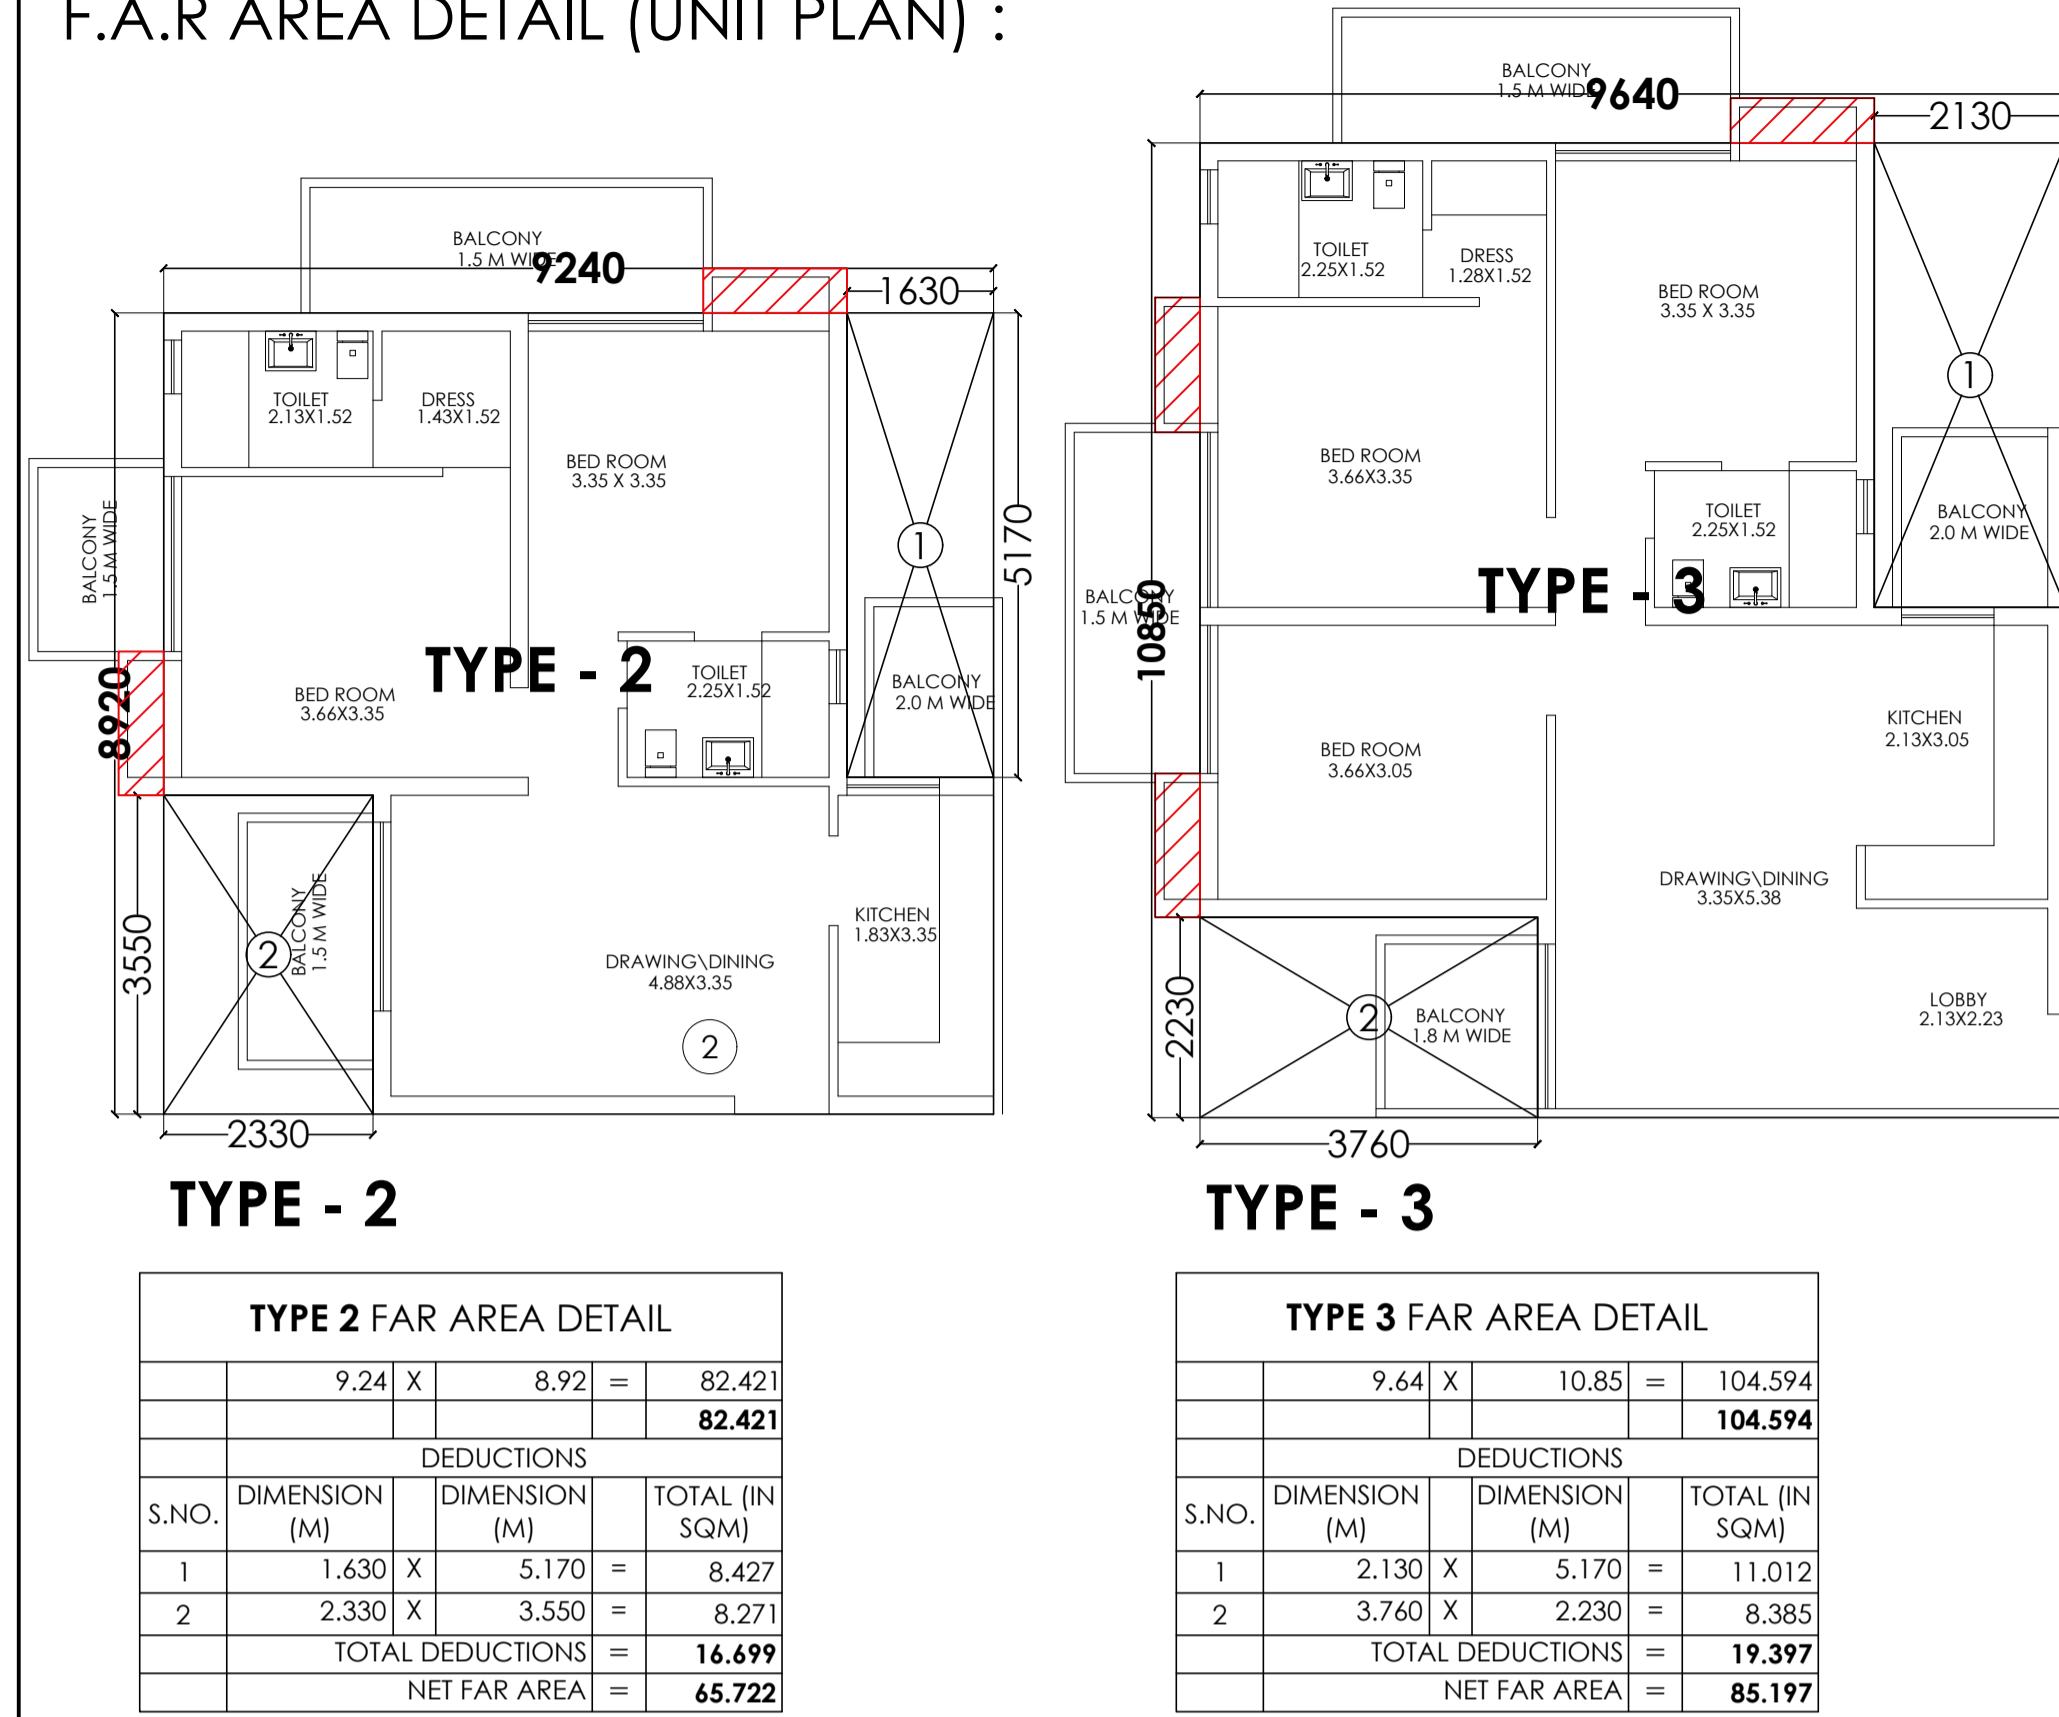 F.A.R AREA DETAIL (UNIT PLAN) :
BALCONY
1.5 M WIDE
9240
1630
TOILET
2.13X1.52
DRESS
1.43X1.52
BED ROOM
3.35 X 3.35
BALCONY
1.5 M WIDE
1
5170
8920
BED ROOM
3.66X3.35
TYPE - 2
TOILET
2.25X1.52
BALCONY
2.0 M WIDE
3550
2
BALCONY
1.5 M WIDE
DRAWING\DINING
4.88X3.35
KITCHEN
1.83X3.35
2
2330
TYPE - 2
BALCONY
1.5 M WIDE
9640
2130
TOILET
2.25X1.52
DRESS
1.28X1.52
BED ROOM
3.35 X 3.35
1
BED ROOM
3.66X3.35
TOILET
2.25X1.52
BALCONY
2.0 M WIDE
BALCONY
1.5 M WIDE
10850
TYPE - 3
BED ROOM
3.66X3.05
KITCHEN
2.13X3.05
DRAWING\DINING
3.35X5.38
2230
2
BALCONY
1.8 M WIDE
LOBBY
2.13X2.23
3760
TYPE - 3
TYPE 2 FAR AREA DETAIL
9.24 X 8.92 = 82.421
82.421
DEDUCTIONS
S.NO. DIMENSION (M) DIMENSION (M) TOTAL (IN SQM)
1 1.630 X 5.170 = 8.427
2 2.330 X 3.550 = 8.271
TOTAL DEDUCTIONS = 16.699
NET FAR AREA = 65.722
TYPE 3 FAR AREA DETAIL
9.64 X 10.85 = 104.594
104.594
DEDUCTIONS
S.NO. DIMENSION (M) DIMENSION (M) TOTAL (IN SQM)
1 2.130 X 5.170 = 11.012
2 3.760 X 2.230 = 8.385
TOTAL DEDUCTIONS = 19.397
NET FAR AREA = 85.197